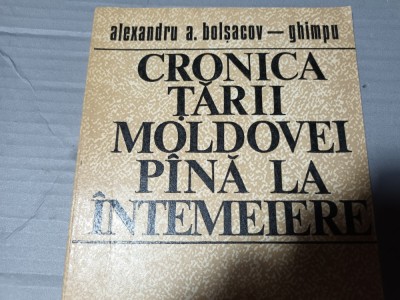 alexandru a. bolșacov — ghimpu
CRONICA
ȚĂRII
MOLDOVEI
PÎNĂ LA
ÎNTEMEIERE